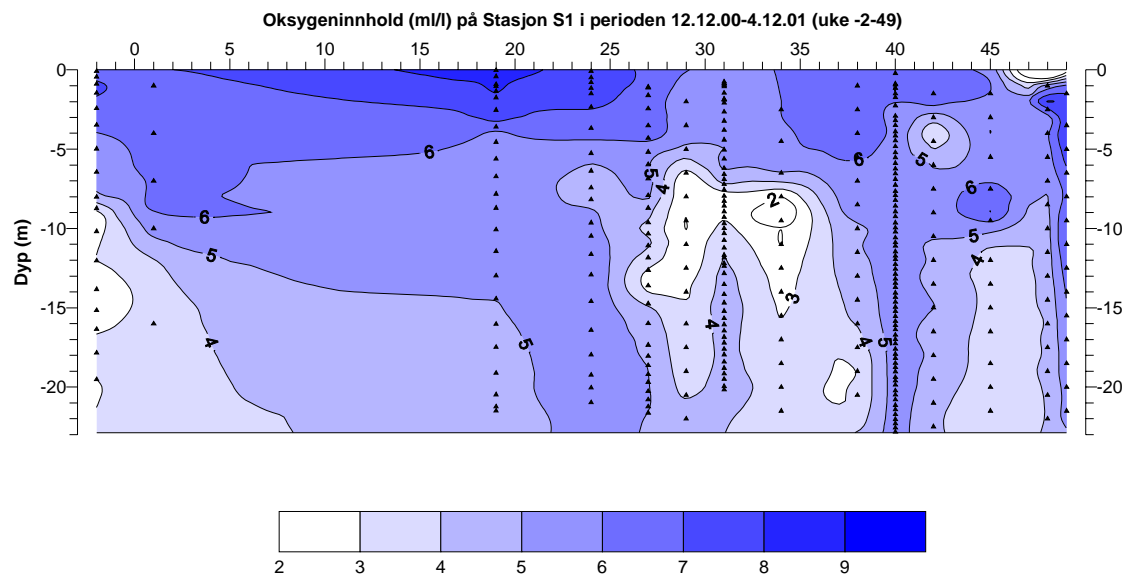 Oksygeninnhold (ml/l) på Stasjon S1 i perioden 12.12.00-4.12.01 (uke -2-49)
0 5 10 15 20 25 30 35 40 45
0 0
-5 -5
-10 -10
-15 -15
-20 -20
Dyp (m)
6 6 5 4 6 5
6 2 6
5 5 4
3
4 5 4 4 5
2 3 4 5 6 7 8 9